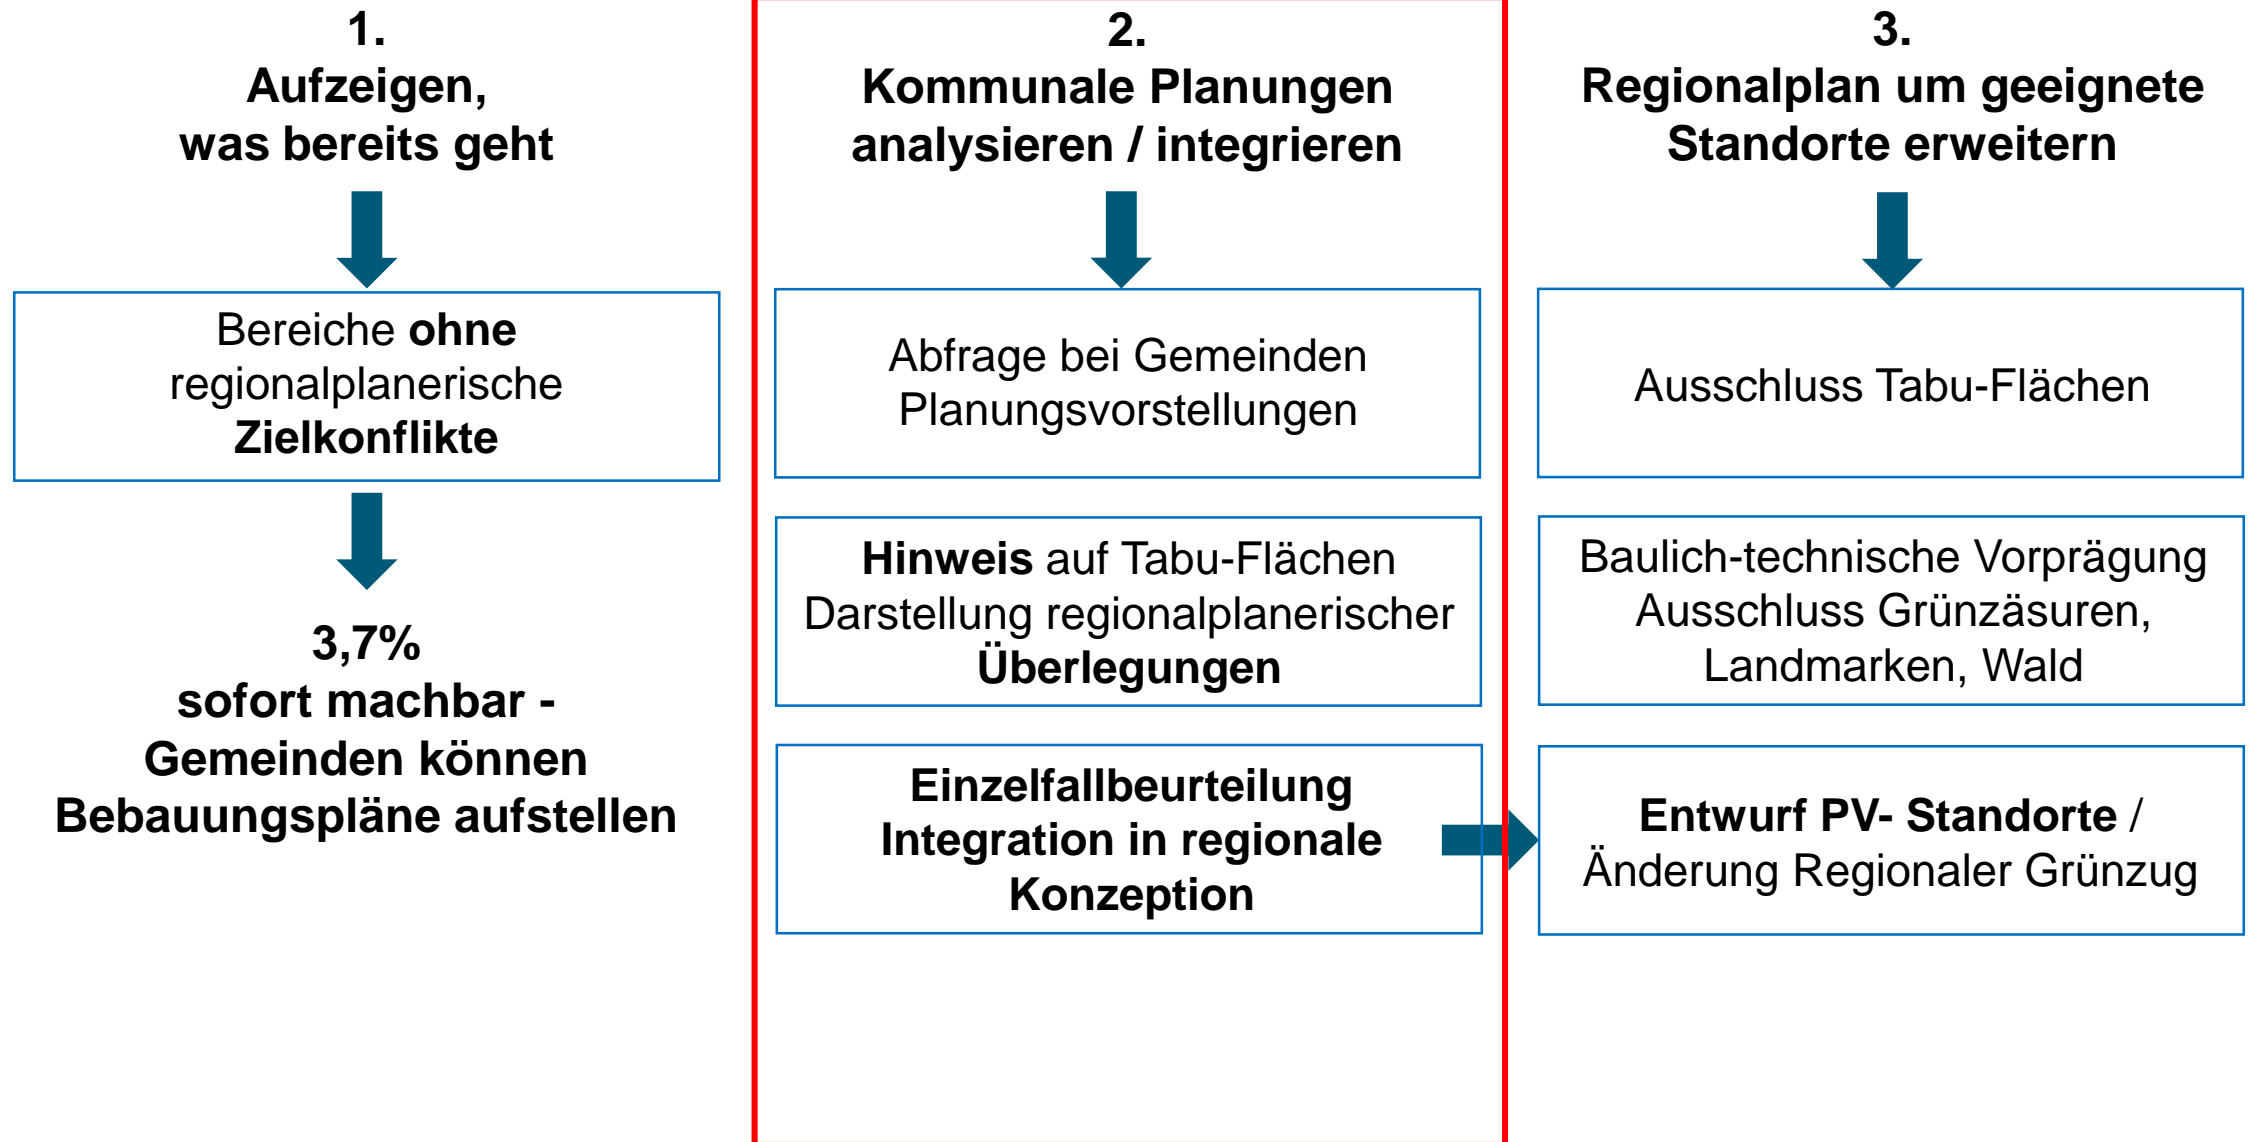 1.
Aufzeigen,
was bereits geht
Bereiche ohne
regionalplanerische
Zielkonflikte
3,7%
sofort machbar -
Gemeinden können
Bebauungspläne aufstellen
2.
Kommunale Planungen
analysieren / integrieren
Abfrage bei Gemeinden
Planungsvorstellungen
Hinweis auf Tabu-Flächen
Darstellung regionalplanerischer
Überlegungen
Einzelfallbeurteilung
Integration in regionale
Konzeption
3.
Regionalplan um geeignete
Standorte erweitern
Ausschluss Tabu-Flächen
Baulich-technische Vorprägung
Ausschluss Grünzäsuren,
Landmarken, Wald
Entwurf PV- Standorte /
Änderung Regionaler Grünzug